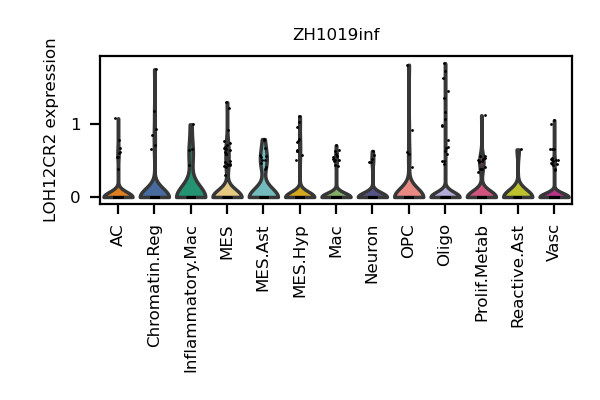 ZH1019inf
LOH12CR2 expression
1
0
AC
Chromatin.Reg
Inflammatory.Mac
MES
MES.Ast
MES.Hyp
Mac
Neuron
OPC
Oligo
Prolif.Metab
Reactive.Ast
Vasc